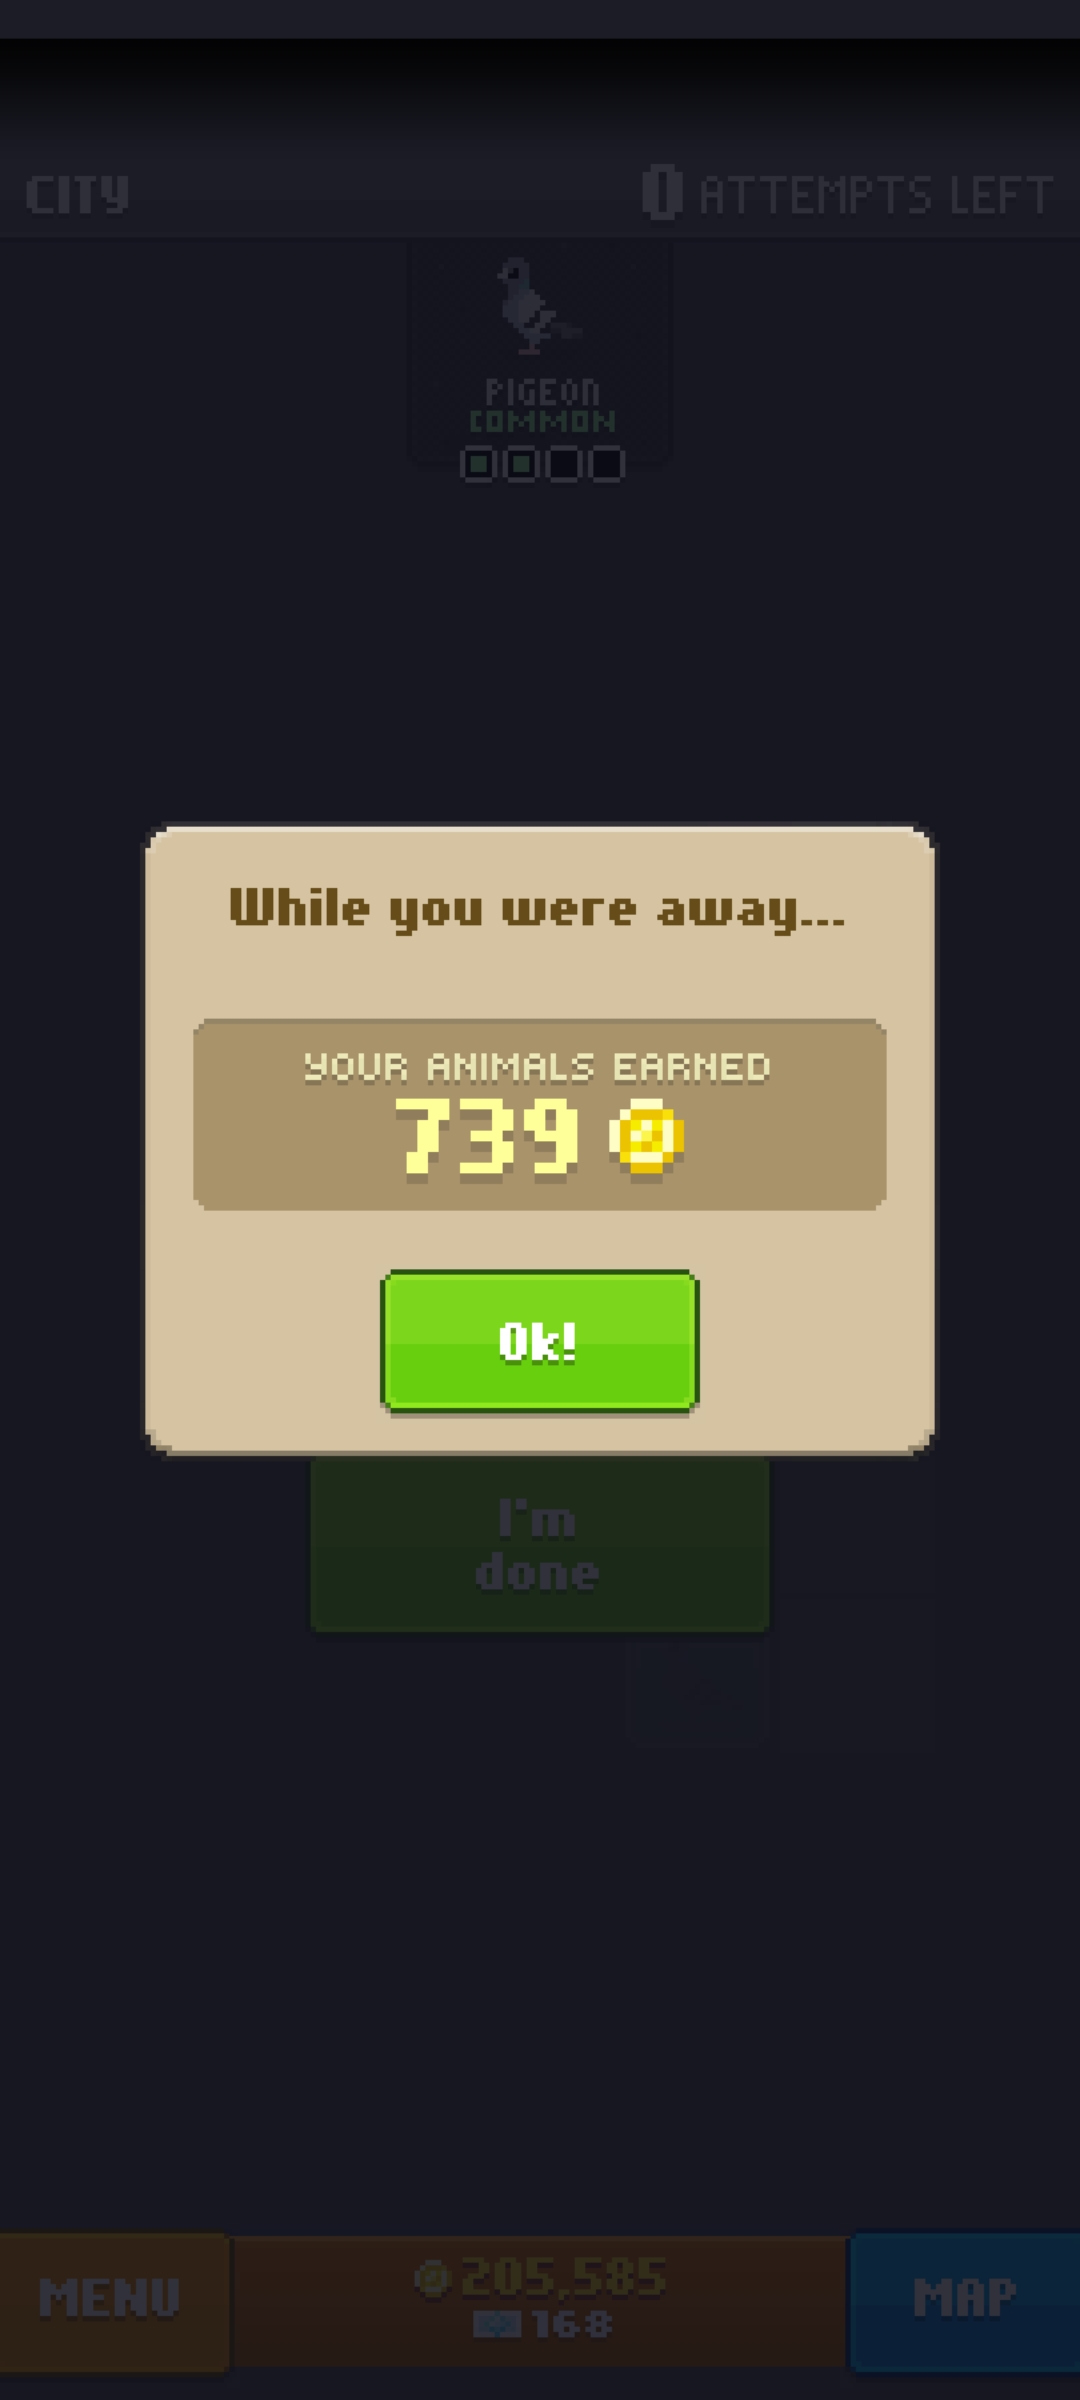 CITY
0 ATTEMPTS LEFT
PIGEON
COMMON
While you were away...
YOUR ANIMALS EARNED
739
Ok!
I'm
done
MENU
205,585
168
MAP